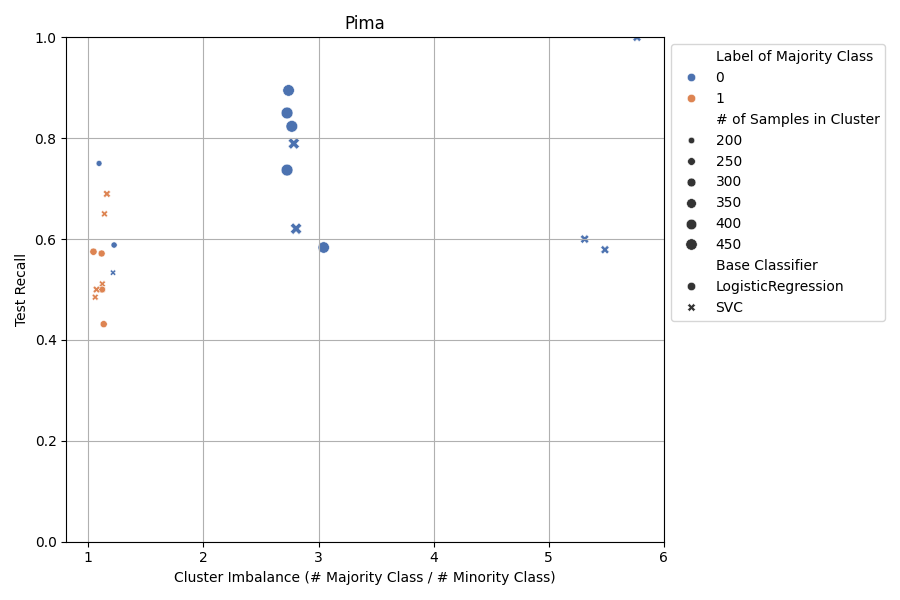 Pima
1.0
0.8
0.6
0.4
0.2
0.0
Test Recall
1 2 3 4 5 6
Cluster Imbalance (# Majority Class / # Minority Class)
Label of Majority Class
0
1
# of Samples in Cluster
200
250
300
350
400
450
Base Classifier
LogisticRegression
SVC